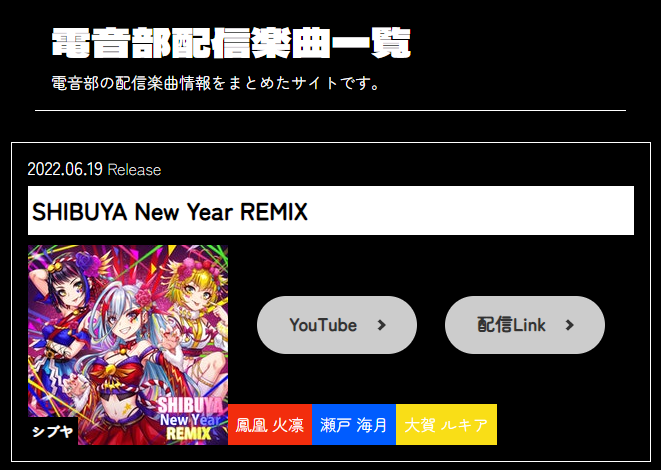 電音部配信楽曲一覧
電音部の配信楽曲情報をまとめたサイトです。
2022.06.19 Release
SHIBUYA New Year REMIX
YouTube
配信Link
SHIBUYA
New Year
REMIX
シブヤ
鳳凰 火凛
瀬戸 海月
大賀 ルキア